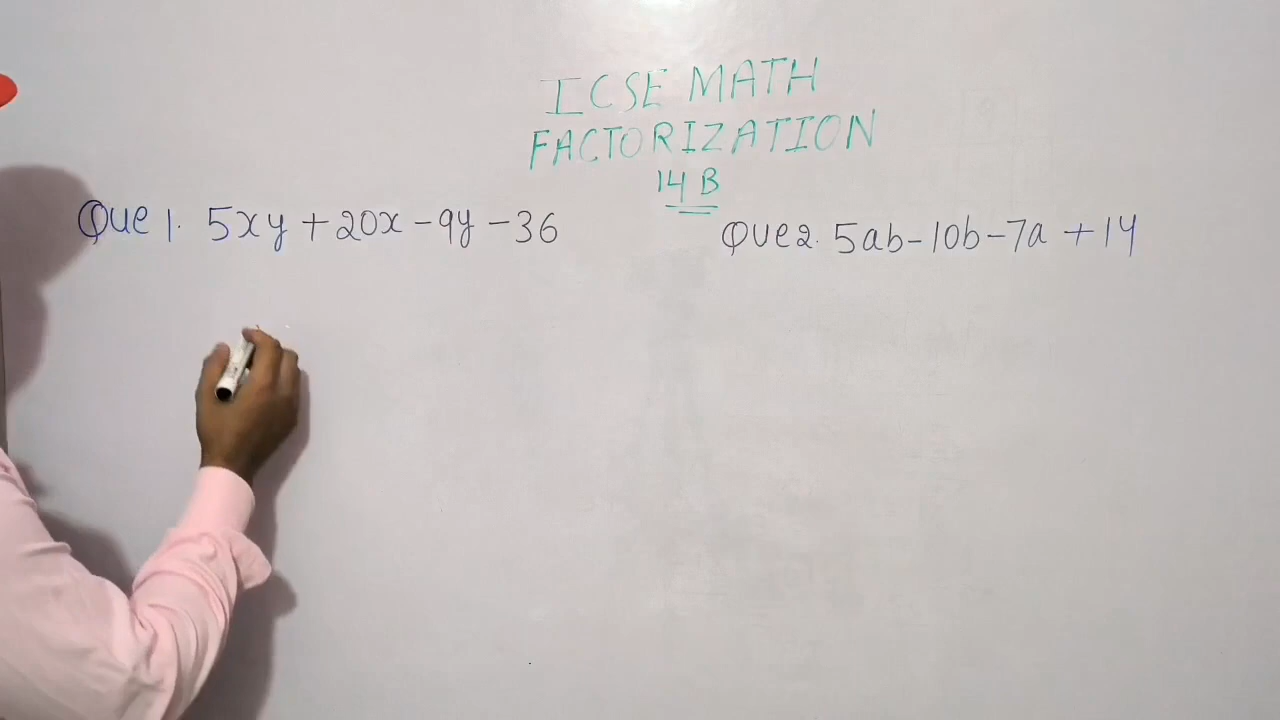 ICSE MATH
FACTORIZATION
14 B
Que 1. 5xy + 20x - 9y - 36
Que 2. 5ab - 10b - 7a + 14